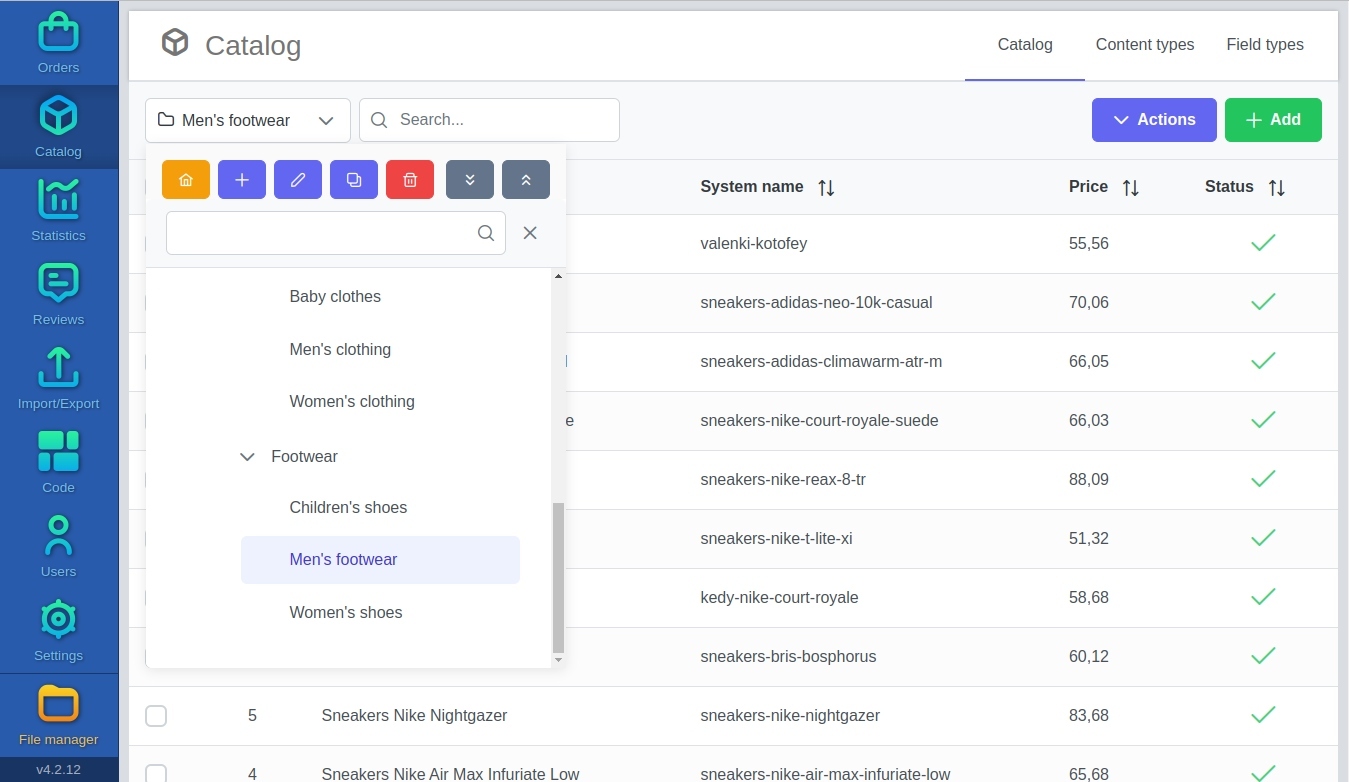 Orders
Catalog
Statistics
Reviews
Import/Export
Code
Users
Settings
File manager
v4.2.12
Catalog
Catalog Content types Field types
Men's footwear
Search...
Actions
Add
System name Price Status
Baby clothes
Men's clothing
Women's clothing
Footwear
Children's shoes
Men's footwear
Women's shoes
valenki-kotofey 55,56
sneakers-adidas-neo-10k-casual 70,06
sneakers-adidas-climawarm-atr-m 66,05
e sneakers-nike-court-royale-suede 66,03
sneakers-nike-reax-8-tr 88,09
sneakers-nike-t-lite-xi 51,32
kedy-nike-court-royale 58,68
sneakers-bris-bosphorus 60,12
5 Sneakers Nike Nightgazer sneakers-nike-nightgazer 83,68
4 Sneakers Nike Air Max Infuriate Low sneakers-nike-air-max-infuriate-low 65,68